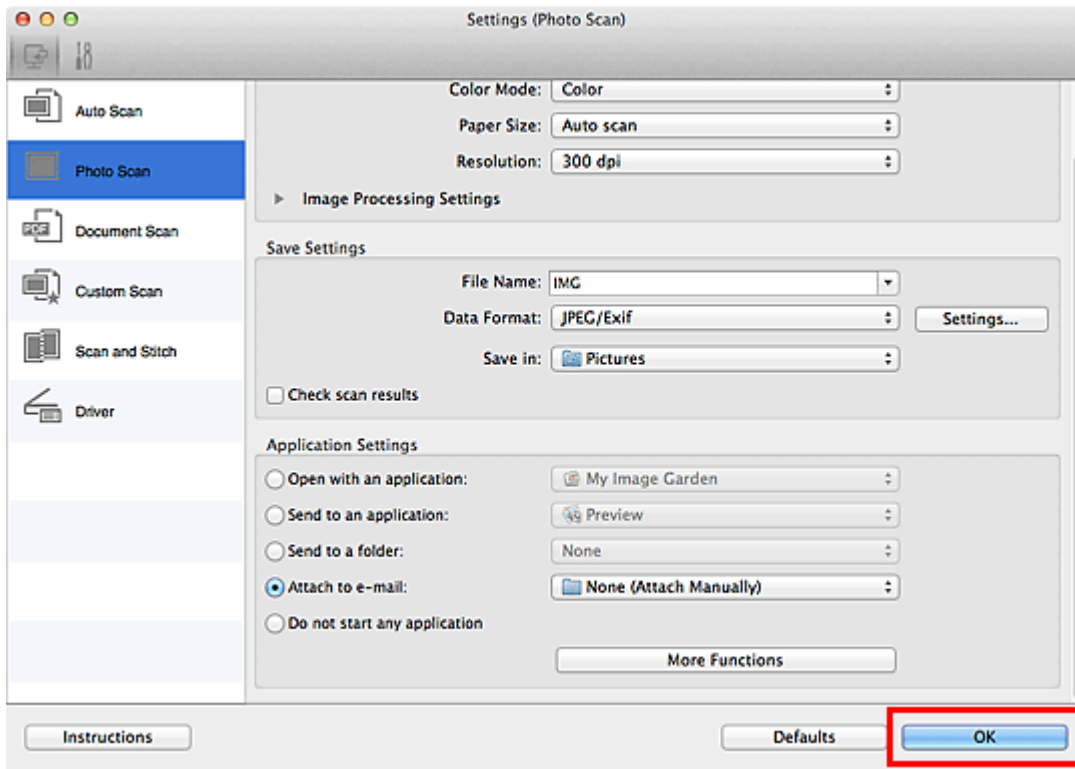 Settings (Photo Scan)
Auto Scan
Photo Scan
PDF
Document Scan
Custom Scan
Scan and Stitch
Driver
Color Mode: Color
Paper Size: Auto scan
Resolution: 300 dpi
Image Processing Settings
Save Settings
File Name: IMG
Data Format: JPEG/Exif Settings...
Save in: Pictures
Check scan results
Application Settings
Open with an application: My Image Garden
Send to an application: Preview
Send to a folder: None
Attach to e-mail: None (Attach Manually)
Do not start any application
More Functions
Instructions Defaults OK